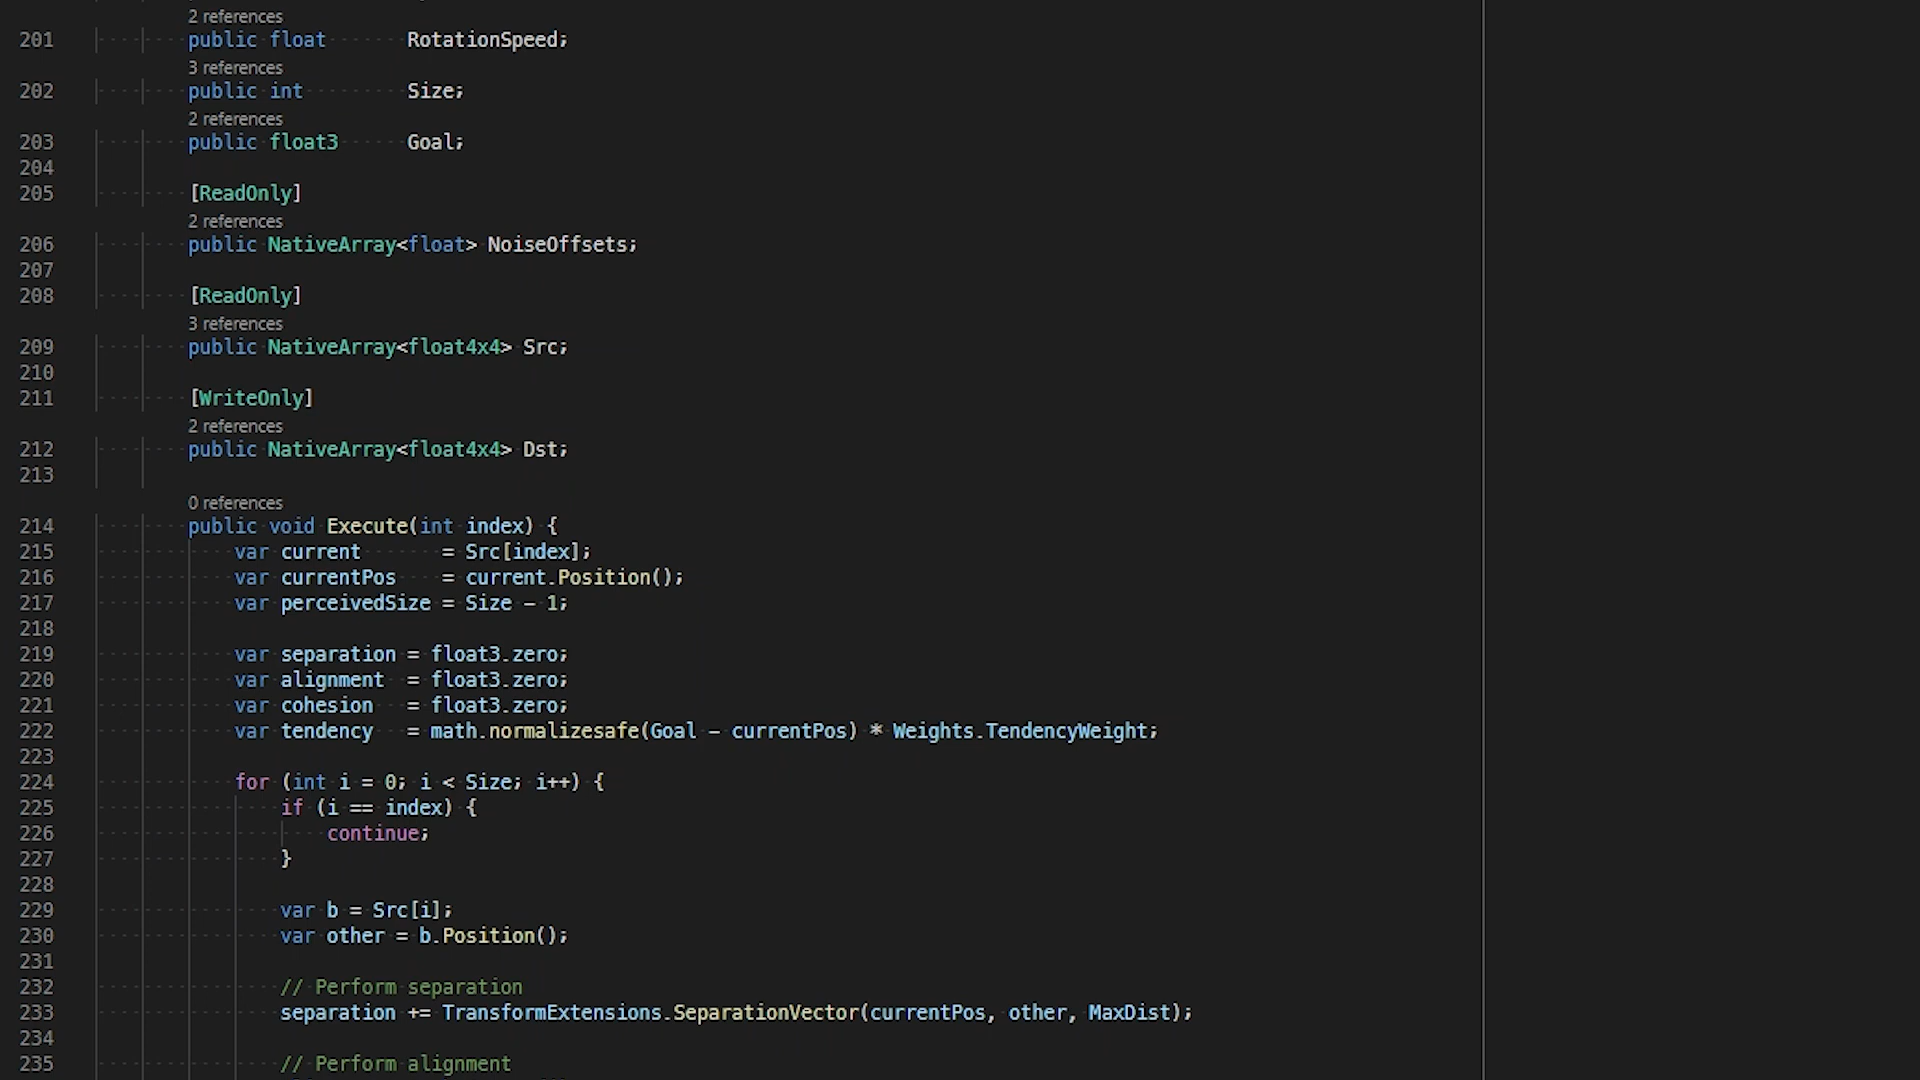 2 references
201 public float RotationSpeed;
3 references
202 public int Size;
2 references
203 public float3 Goal;
204
205 [ReadOnly]
2 references
206 public NativeArray<float> NoiseOffsets;
207
208 [ReadOnly]
3 references
209 public NativeArray<float4x4> Src;
210
211 [WriteOnly]
2 references
212 public NativeArray<float4x4> Dst;
213
0 references
214 public void Execute(int index) {
215 var current = Src[index];
216 var currentPos = current.Position();
217 var perceivedSize = Size - 1;
218
219 var separation = float3.zero;
220 var alignment = float3.zero;
221 var cohesion = float3.zero;
222 var tendency = math.normalizesafe(Goal - currentPos) * Weights.TendencyWeight;
223
224 for (int i = 0; i < Size; i++) {
225 if (i == index) {
226 continue;
227 }
228
229 var b = Src[i];
230 var other = b.Position();
231
232 // Perform separation
233 separation += TransformExtensions.SeparationVector(currentPos, other, MaxDist);
234
235 // Perform alignment